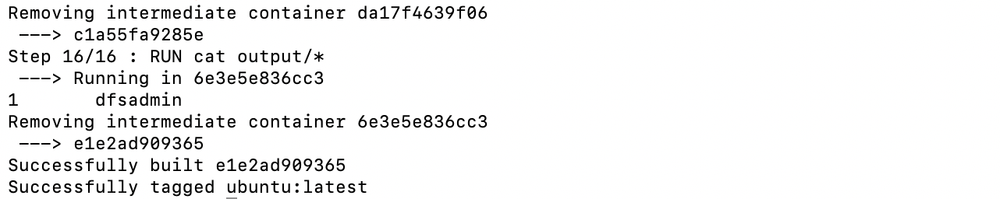 Removing intermediate container da17f4639f06
 ---> c1a55fa9285e
Step 16/16 : RUN cat output/*
 ---> Running in 6e3e5e836cc3
1       dfsadmin
Removing intermediate container 6e3e5e836cc3
 ---> e1e2ad909365
Successfully built e1e2ad909365
Successfully tagged ubuntu:latest